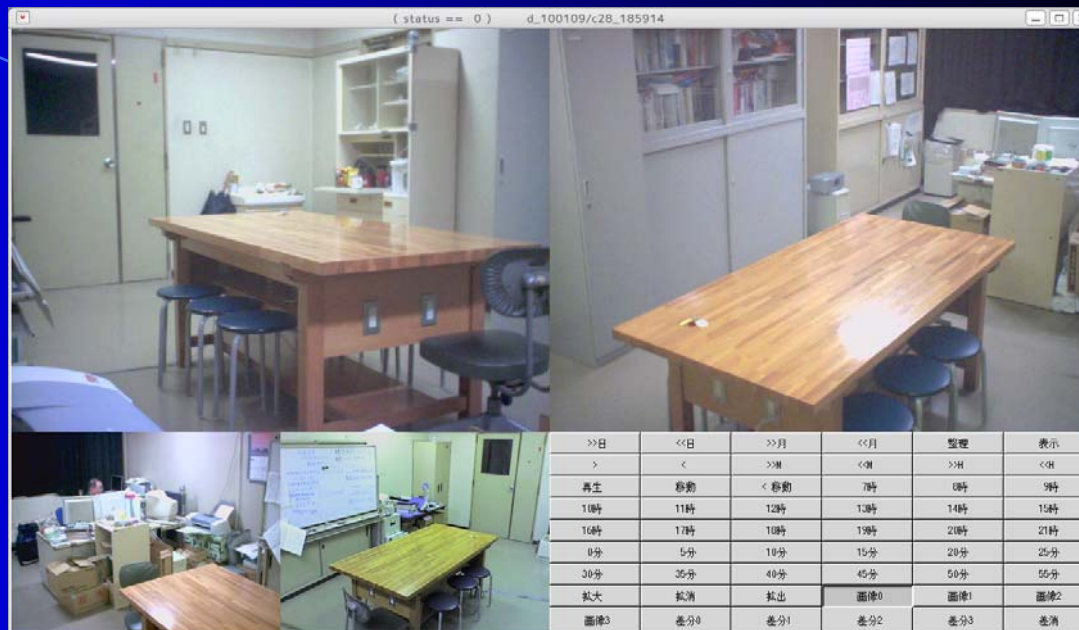 ( status == 0 ) d_100109/c28_185914
>>日 <<日 >>月 <<月 整理 表示
> < >>M <<M >>H <<H
再生 移動 < 移動 7時 8時 9時
10時 11時 12時 13時 14時 15時
16時 17時 18時 19時 20時 21時
0分 5分 10分 15分 20分 25分
30分 35分 40分 45分 50分 55分
拡大 拡消 拡出 画像0 画像1 画像2
画像3 差分0 差分1 差分2 差分3 差消